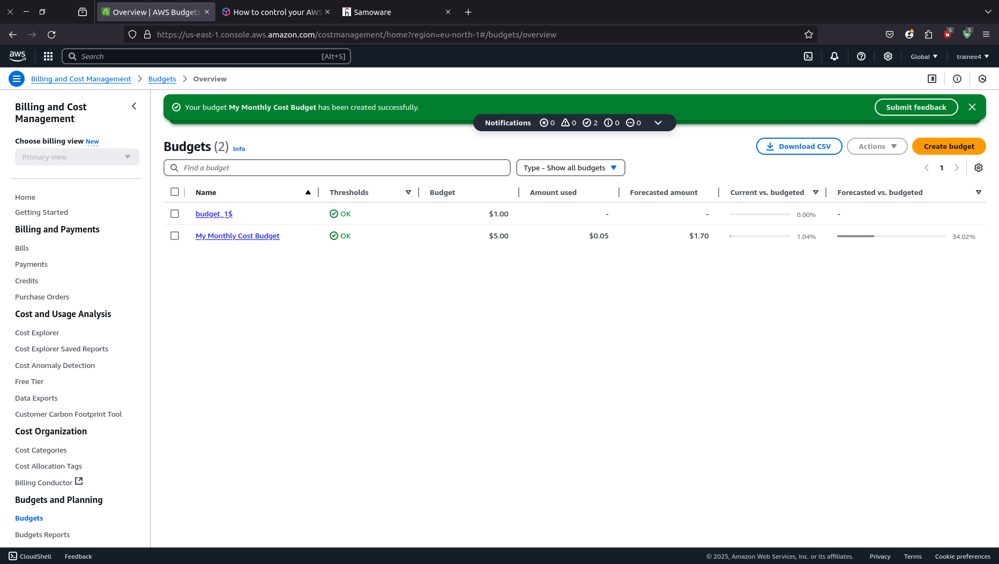 Overview | AWS Budgets
How to control your AWS
Samoware
https://us-east-1.console.aws.amazon.com/costmanagement/home?region=eu-north-1#/budgets/overview
5
5
aws
Search
[Alt+S]
Global
trainee4
Billing and Cost Management
Budgets
Overview
Billing and Cost
Management
Choose billing view New
Primary view
Home
Getting Started
Billing and Payments
Bills
Payments
Credits
Purchase Orders
Cost and Usage Analysis
Cost Explorer
Cost Explorer Saved Reports
Cost Anomaly Detection
Free Tier
Data Exports
Customer Carbon Footprint Tool
Cost Organization
Cost Categories
Cost Allocation Tags
Billing Conductor
Budgets and Planning
Budgets
Budgets Reports
Your budget My Monthly Cost Budget has been created successfully.
Submit feedback
Notifications 0 0 2 0 0
Budgets (2) Info
Download CSV
Actions
Create budget
Find a budget
Type - Show all budgets
1
Name Thresholds Budget Amount used Forecasted amount Current vs. budgeted Forecasted vs. budgeted
budget_1$ OK $1.00 - - 0.00% -
My Monthly Cost Budget OK $5.00 $0.05 $1.70 1.04% 34.02%
CloudShell
Feedback
© 2025, Amazon Web Services, Inc. or its affiliates.
Privacy
Terms
Cookie preferences